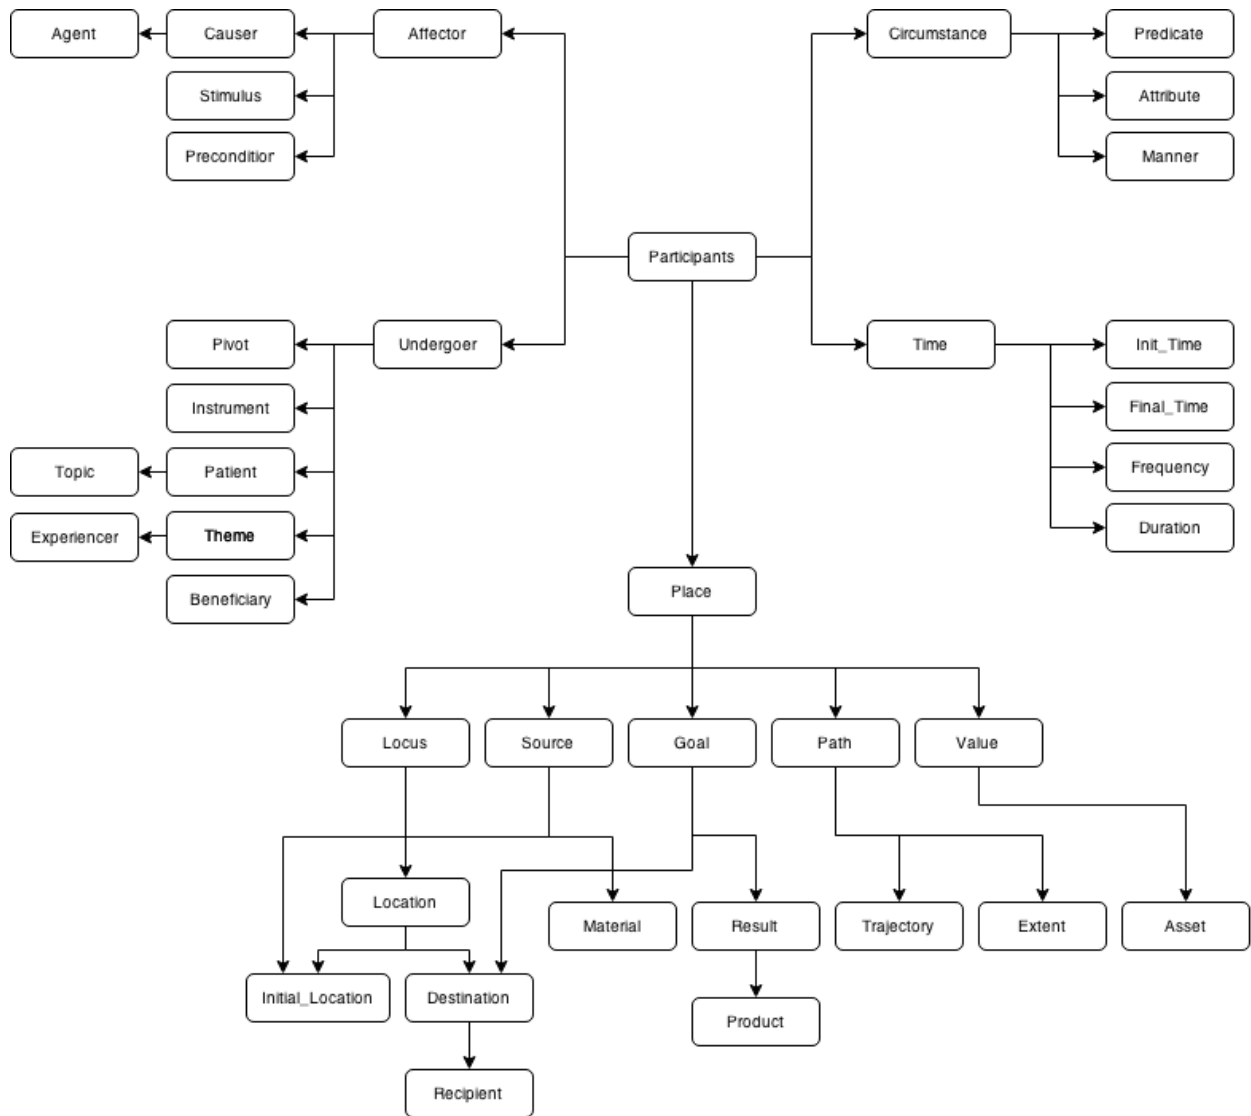 Agent
Causer
Affector
Circumstance
Predicate
Stimulus
Attribute
Precondition
Manner
Participants
Pivot
Undergoer
Time
Init_Time
Instrument
Final_Time
Topic
Patient
Frequency
Experiencer
Theme
Duration
Beneficiary
Place
Locus
Source
Goal
Path
Value
Location
Material
Result
Trajectory
Extent
Asset
Initial_Location
Destination
Product
Recipient